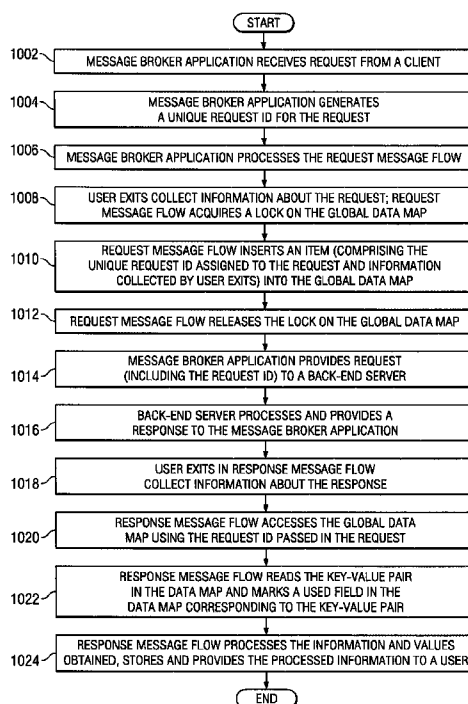 START
1002
MESSAGE BROKER APPLICATION RECEIVES REQUEST FROM A CLIENT
1004
MESSAGE BROKER APPLICATION GENERATES
A UNIQUE REQUEST ID FOR THE REQUEST
1006
MESSAGE BROKER APPLICATION PROCESSES THE REQUEST MESSAGE FLOW
1008
USER EXITS COLLECT INFORMATION ABOUT THE REQUEST; REQUEST
MESSAGE FLOW ACQUIRES A LOCK ON THE GLOBAL DATA MAP
1010
REQUEST MESSAGE FLOW INSERTS AN ITEM (COMPRISING THE
UNIQUE REQUEST ID ASSIGNED TO THE REQUEST AND INFORMATION
COLLECTED BY USER EXITS) INTO THE GLOBAL DATA MAP
1012
REQUEST MESSAGE FLOW RELEASES THE LOCK ON THE GLOBAL DATA MAP
1014
MESSAGE BROKER APPLICATION PROVIDES REQUEST
(INCLUDING THE REQUEST ID) TO A BACK-END SERVER
1016
BACK-END SERVER PROCESSES AND PROVIDES A
RESPONSE TO THE MESSAGE BROKER APPLICATION
1018
USER EXITS IN RESPONSE MESSAGE FLOW
COLLECT INFORMATION ABOUT THE RESPONSE
1020
RESPONSE MESSAGE FLOW ACCESSES THE GLOBAL DATA
MAP USING THE REQUEST ID PASSED IN THE REQUEST
1022
RESPONSE MESSAGE FLOW READS THE KEY-VALUE PAIR
IN THE DATA MAP AND MARKS A USED FIELD IN THE
DATA MAP CORRESPONDING TO THE KEY-VALUE PAIR
1024
RESPONSE MESSAGE FLOW PROCESSES THE INFORMATION AND VALUES
OBTAINED, STORES AND PROVIDES THE PROCESSED INFORMATION TO A USER
END